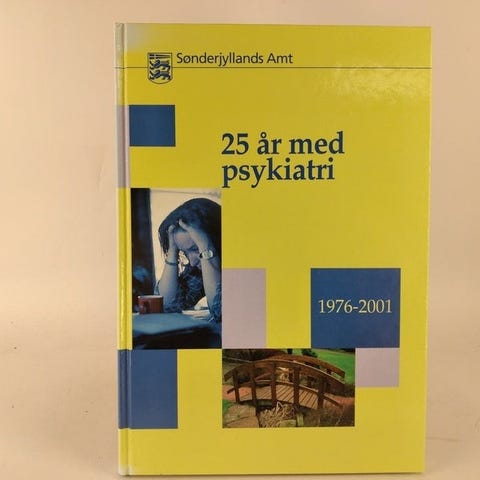 Sønderjyllands Amt
25 år med
psykiatri
1976-2001